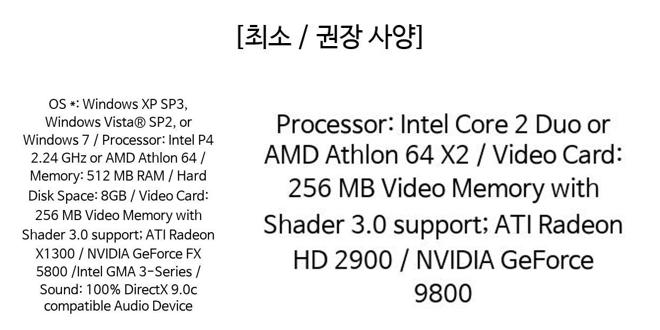 [최소 / 권장 사양]
OS *: Windows XP SP3,
Windows Vista® SP2, or
Windows 7 / Processor: Intel P4
2.24 GHz or AMD Athlon 64 /
Memory: 512 MB RAM / Hard
Disk Space: 8GB / Video Card:
256 MB Video Memory with
Shader 3.0 support; ATI Radeon
X1300 / NVIDIA GeForce FX
5800 /Intel GMA 3-Series /
Sound: 100% DirectX 9.0c
compatible Audio Device
Processor: Intel Core 2 Duo or
AMD Athlon 64 X2 / Video Card:
256 MB Video Memory with
Shader 3.0 support; ATI Radeon
HD 2900 / NVIDIA GeForce
9800